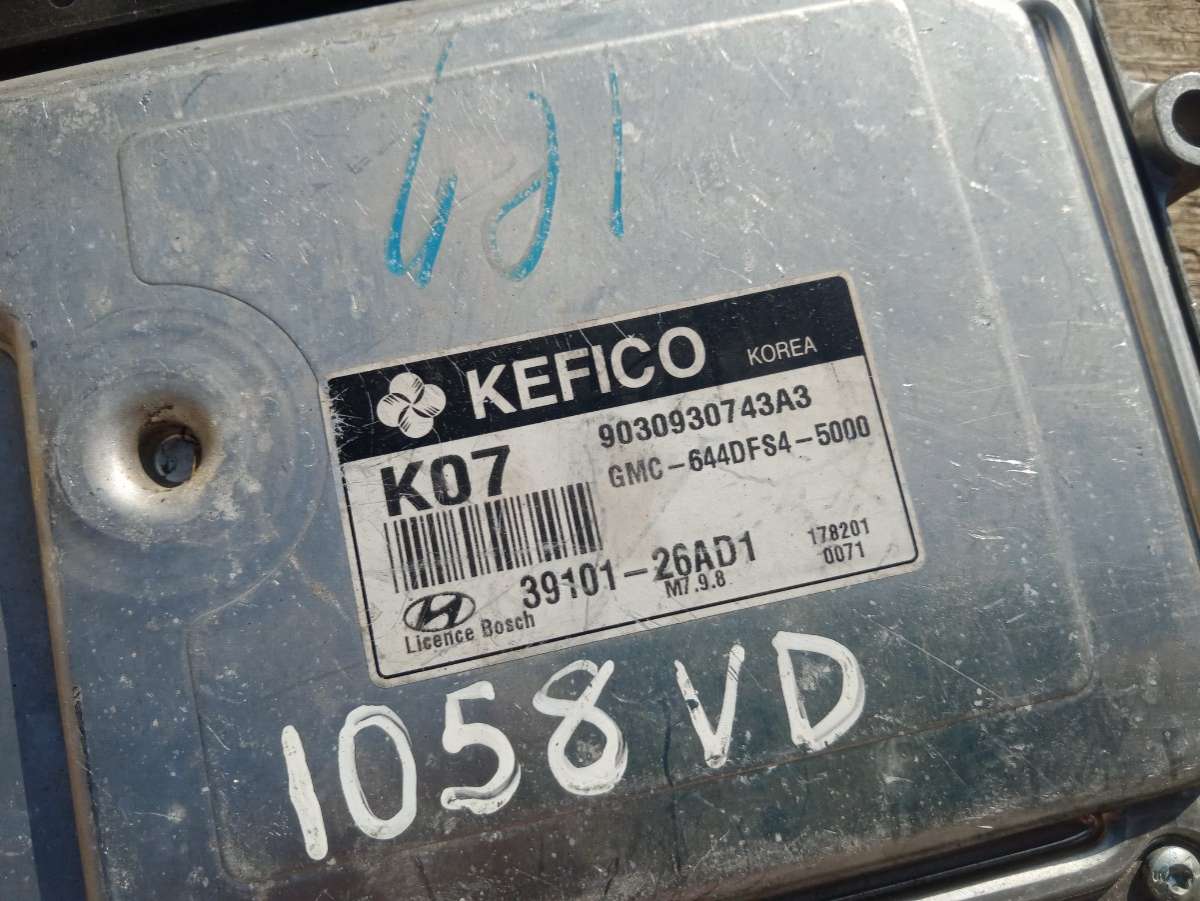 KEFICO KOREA
K07
9030930743A3
GMC-644DFS4-5000
39101-26AD1
M7.9.8
178201
0071
Licence Bosch
1058VD